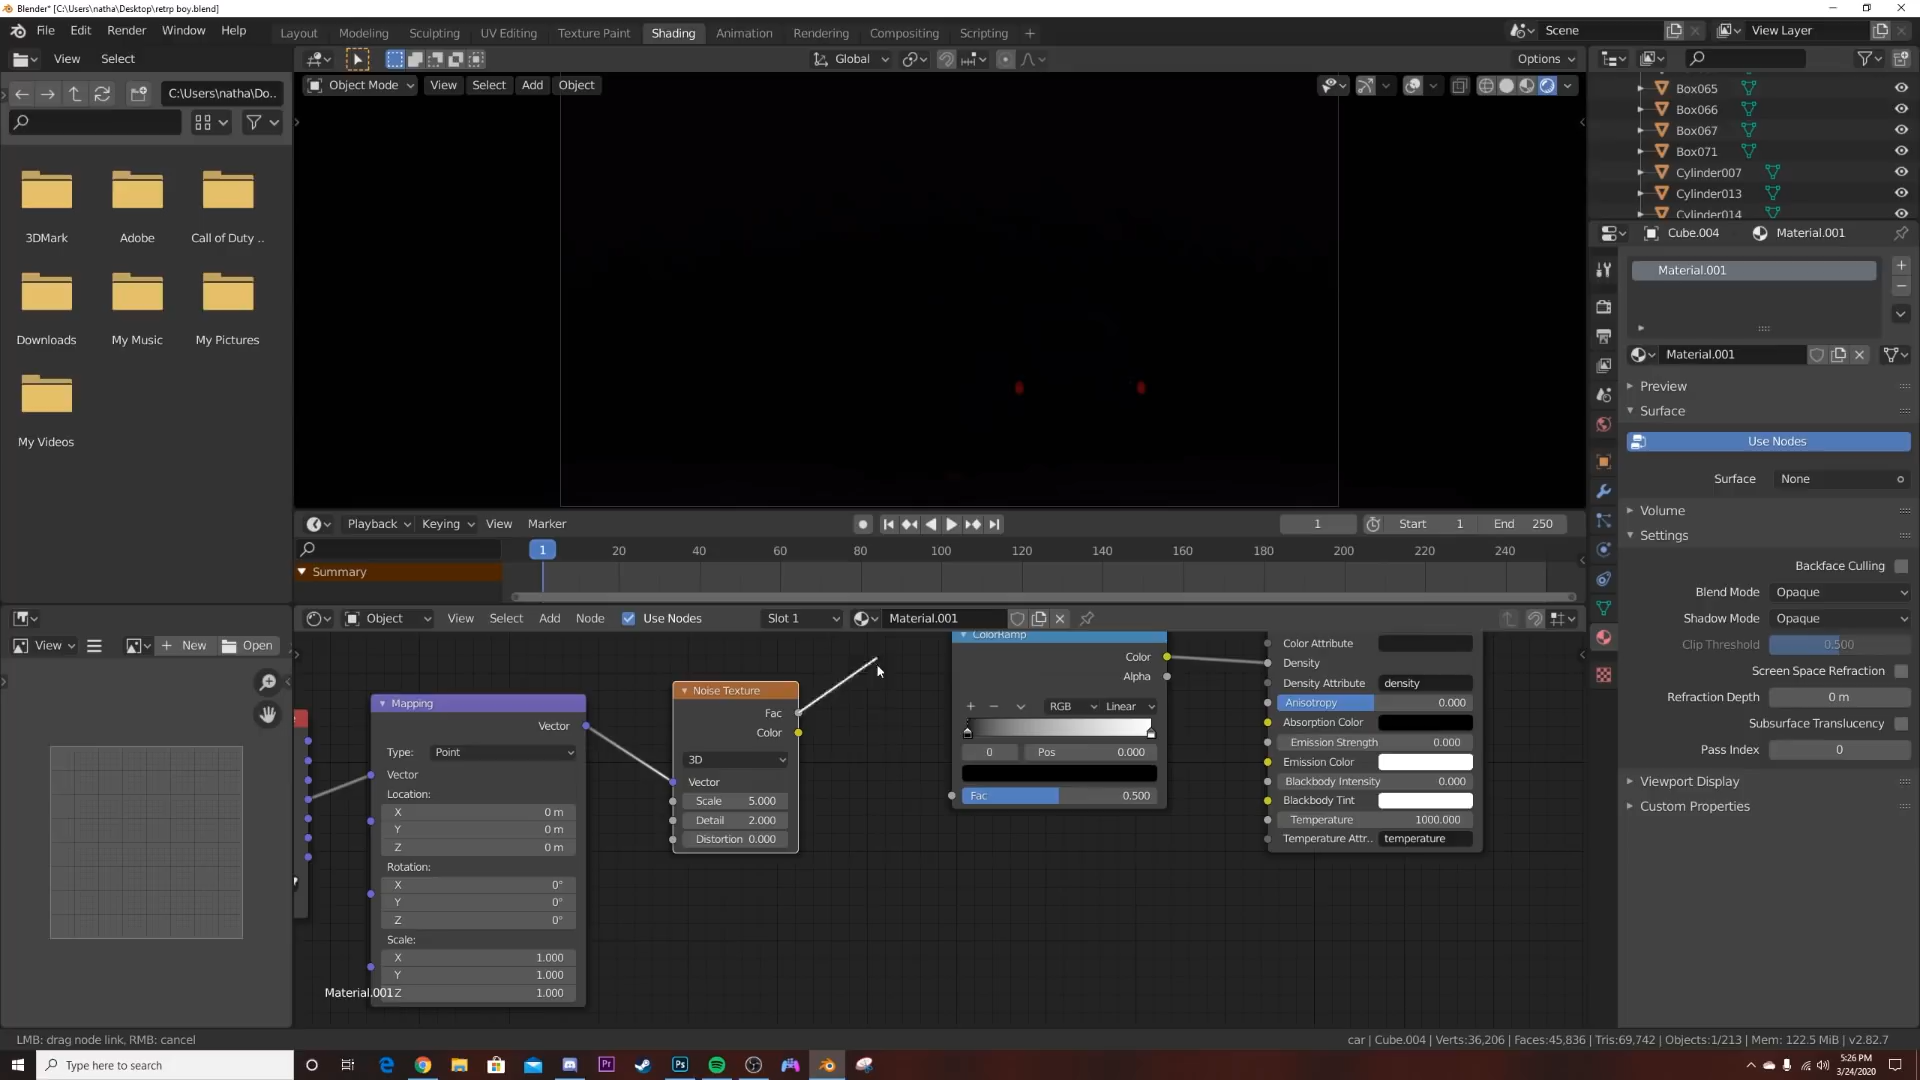 Blender* [C:\Users\natha\Desktop\retrp boy.blend]
File Edit Render Window Help
Layout Modeling Sculpting UV Editing Texture Paint Shading Animation Rendering Compositing Scripting +
Scene
View Layer
View Select
Global
Options
C:\Users\natha\Do..
Object Mode View Select Add Object
3DMark Adobe Call of Duty ..
Downloads My Music My Pictures
My Videos
Box065
Box066
Box067
Box071
Cylinder007
Cylinder013
Cylinder014
Cube.004 Material.001
Material.001
Material.001
Preview
Surface
Use Nodes
Surface None
Volume
Settings
Backface Culling
Blend Mode Opaque
Shadow Mode Opaque
Clip Threshold 0.500
Screen Space Refraction
Refraction Depth 0 m
Subsurface Translucency
Pass Index 0
Viewport Display
Custom Properties
Playback Keying View Marker
1 Start 1 End 250
1 20 40 60 80 100 120 140 160 180 200 220 240
Summary
Object View Select Add Node Use Nodes Slot 1 Material.001
View New Open
Mapping
Vector
Type: Point
Vector
Location:
X 0 m
Y 0 m
Z 0 m
Rotation:
X 0°
Y 0°
Z 0°
Scale:
X 1.000
Y 1.000
Z 1.000
Material.001
Noise Texture
Fac
Color
3D
Vector
Scale 5.000
Detail 2.000
Distortion 0.000
ColorRamp
Color
Alpha
RGB Linear
0 Pos 0.000
Fac 0.500
Color Attribute
Density
Density Attribute density
Anisotropy 0.000
Absorption Color
Emission Strength 0.000
Emission Color
Blackbody Intensity 0.000
Blackbody Tint
Temperature 1000.000
Temperature Attr.. temperature
LMB: drag node link, RMB: cancel
car | Cube.004 | Verts:36,206 | Faces:45,836 | Tris:69,742 | Objects:1/213 | Mem: 122.5 MiB | v2.82.7
Type here to search
5:26 PM
3/24/2020